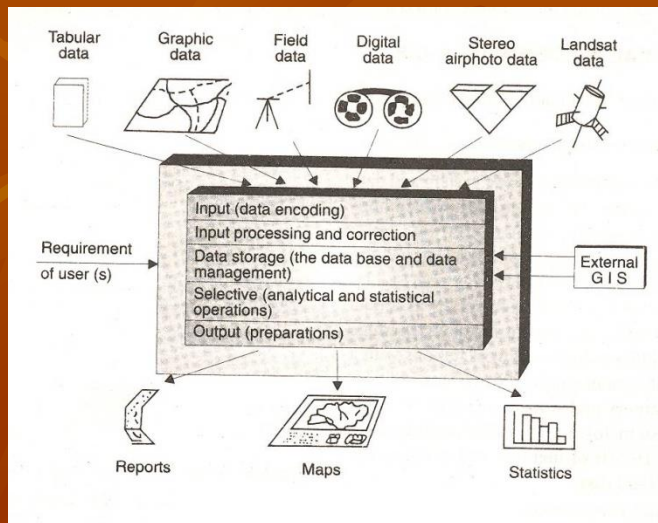 Tabular
data
Graphic
data
Field
data
Digital
data
Stereo
airphoto data
Landsat
data
Input (data encoding)
Input processing and correction
Data storage (the data base and data
management)
Selective (analytical and statistical
operations)
Output (preparations)
Requirement
of user (s)
External
G I S
Reports
Maps
Statistics